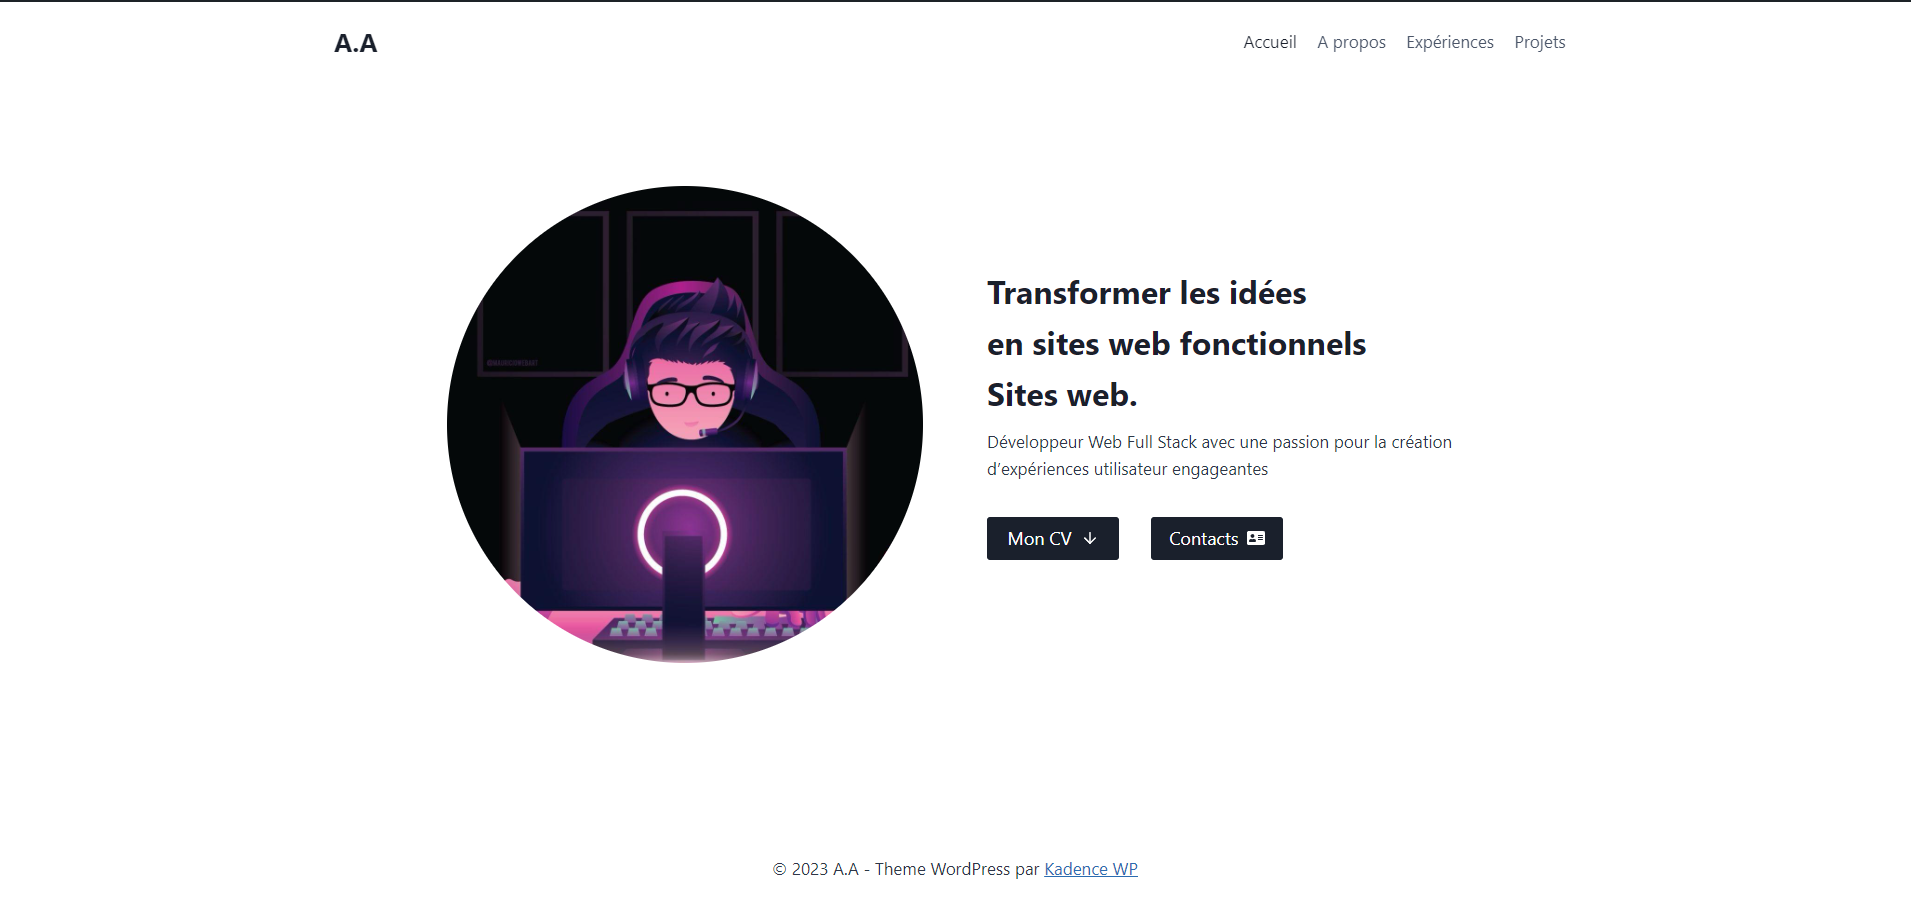 A.A
Accueil A propos Expériences Projets
Transformer les idées
en sites web fonctionnels
Sites web.
Développeur Web Full Stack avec une passion pour la création
d’expériences utilisateur engageantes
Mon CV
Contacts
© 2023 A.A - Theme WordPress par Kadence WP